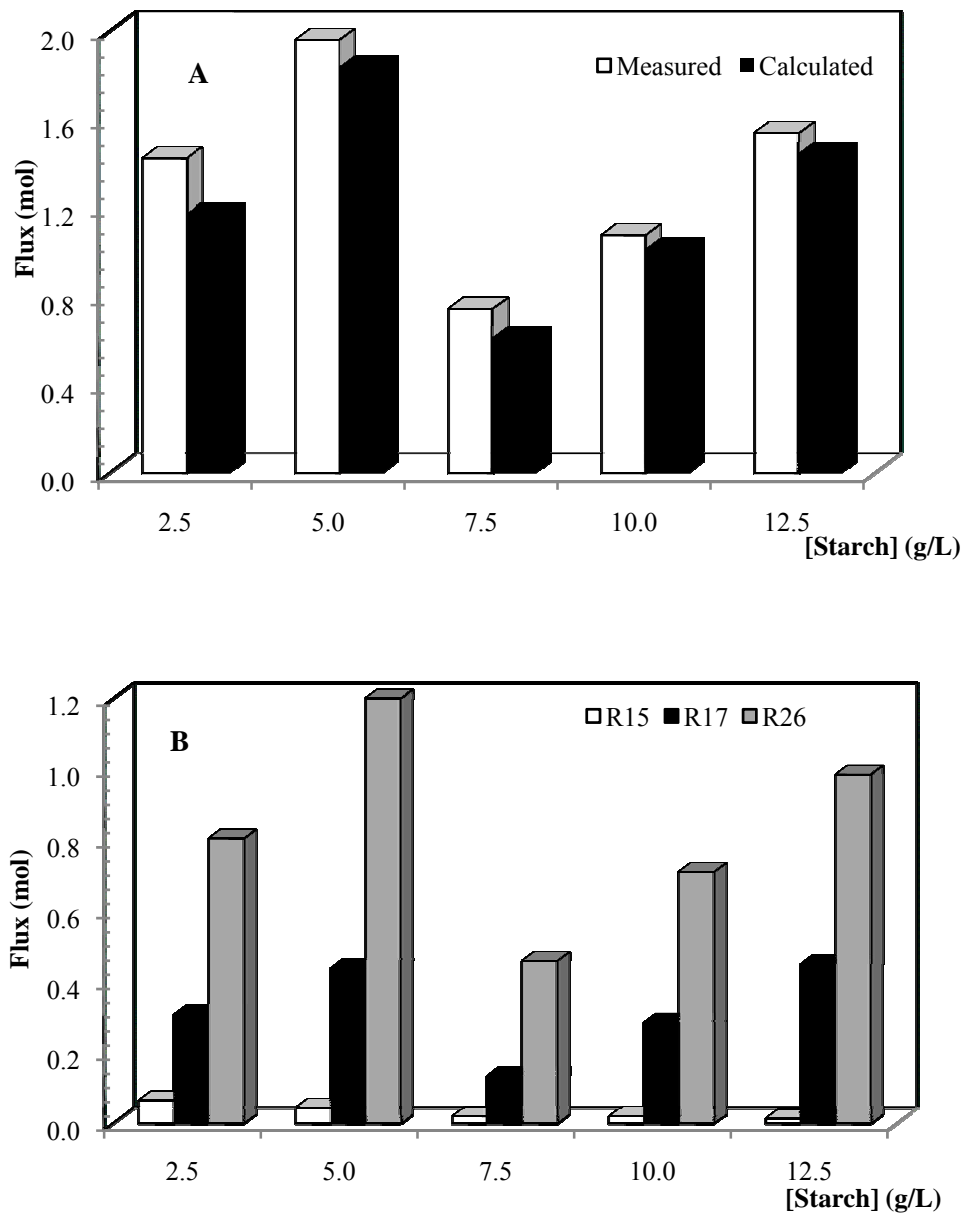 2.0
A
Measured Calculated
1.6
1.2
Flux (mol)
0.8
0.4
0.0
2.5 5.0 7.5 10.0 12.5
[Starch] (g/L)
1.2
R15 R17 R26
B
1.0
0.8
Flux (mol)
0.6
0.4
0.2
0.0
2.5 5.0 7.5 10.0 12.5
[Starch] (g/L)